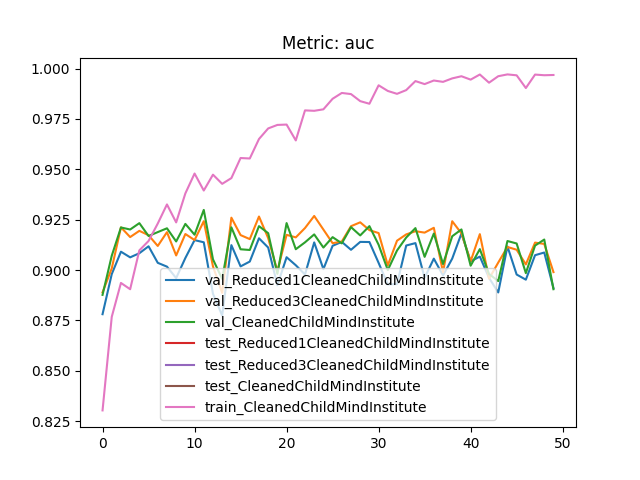 Metric: auc
1.000
0.975
0.950
0.925
0.900
0.875
0.850
0.825
val_Reduced1CleanedChildMindInstitute
val_Reduced3CleanedChildMindInstitute
val_CleanedChildMindInstitute
test_Reduced1CleanedChildMindInstitute
test_Reduced3CleanedChildMindInstitute
test_CleanedChildMindInstitute
train_CleanedChildMindInstitute
0 10 20 30 40 50